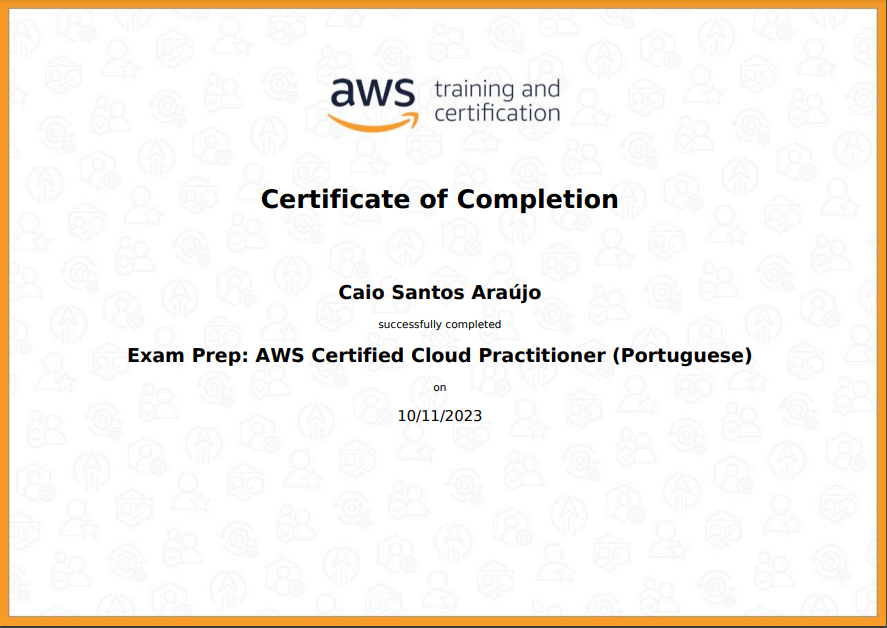 aws training and
certification
Certificate of Completion
Caio Santos Araújo
successfully completed
Exam Prep: AWS Certified Cloud Practitioner (Portuguese)
on
10/11/2023